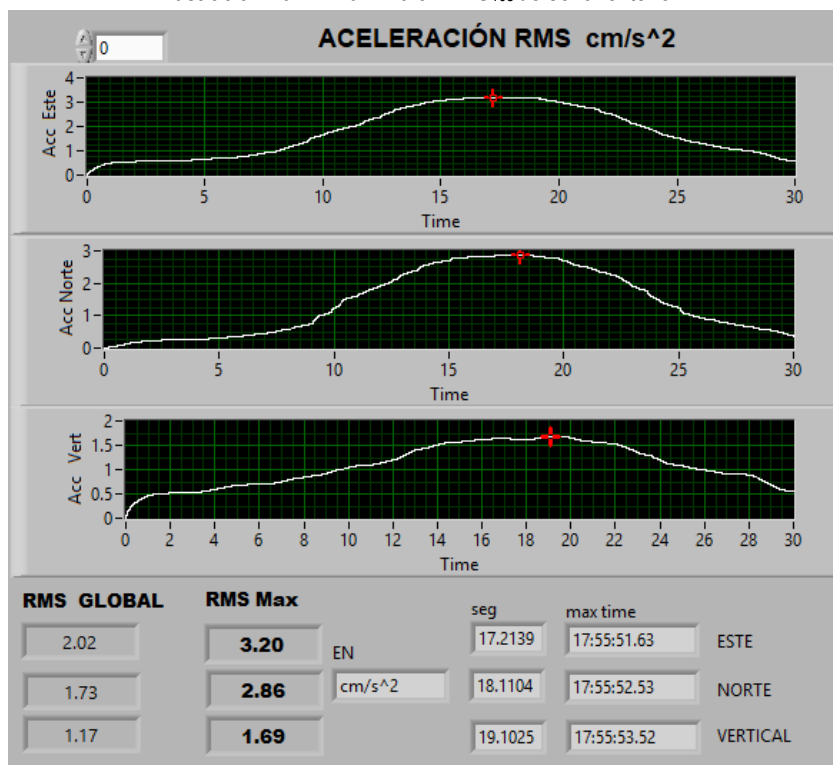 0
ACELERACIÓN RMS cm/s^2
Acc Este
4
3
2
1
0
0 5 10 15 20 25 30
Time
Acc Norte
3
2
1
0
0 5 10 15 20 25 30
Time
Acc Vert
2
1.5
1
0.5
0
0 2 4 6 8 10 12 14 16 18 20 22 24 26 28 30
Time
RMS GLOBAL RMS Max seg max time
2.02 3.20 EN 17.2139 17:55:51.63 ESTE
1.73 2.86 cm/s^2 18.1104 17:55:52.53 NORTE
1.17 1.69 19.1025 17:55:53.52 VERTICAL